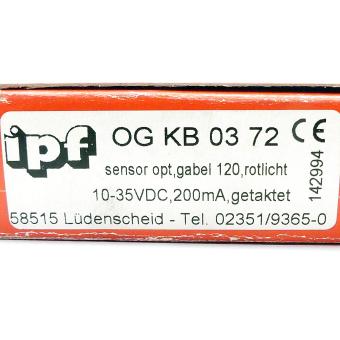 ipf OG KB 03 72 CE
sensor opt,gabel 120,rotlicht
10-35VDC,200mA,getaktet
58515 Lüdenscheid - Tel. 02351/9365-0
142994